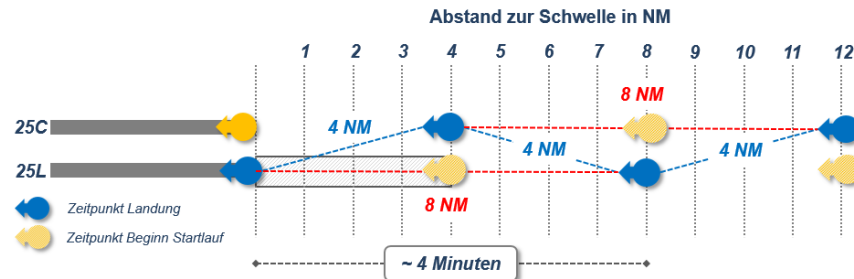 Abstand zur Schwelle in NM
1 2 3 4 5 6 7 8 9 10 11 12
8 NM
25C
4 NM
4 NM
4 NM
25L
8 NM
Zeitpunkt Landung
Zeitpunkt Beginn Startlauf
~ 4 Minuten